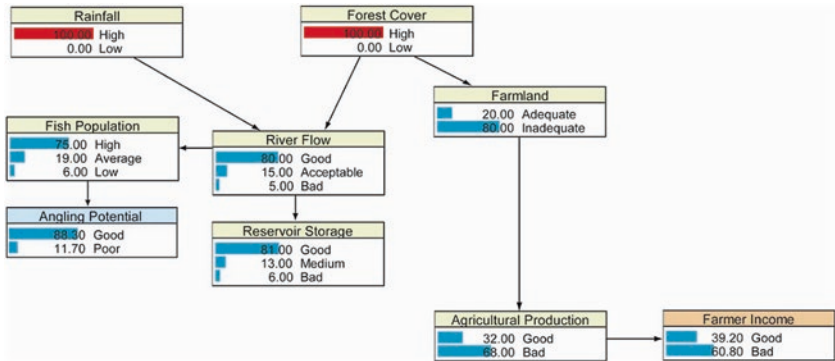 Rainfall
100.00 High
0.00 Low
Forest Cover
100.00 High
0.00 Low
Farmland
20.00 Adequate
80.00 Inadequate
Fish Population
75.00 High
19.00 Average
6.00 Low
River Flow
80.00 Good
15.00 Acceptable
5.00 Bad
Angling Potential
88.30 Good
11.70 Poor
Reservoir Storage
81.00 Good
13.00 Medium
6.00 Bad
Agricultural Production
32.00 Good
68.00 Bad
Farmer Income
39.20 Good
60.80 Bad